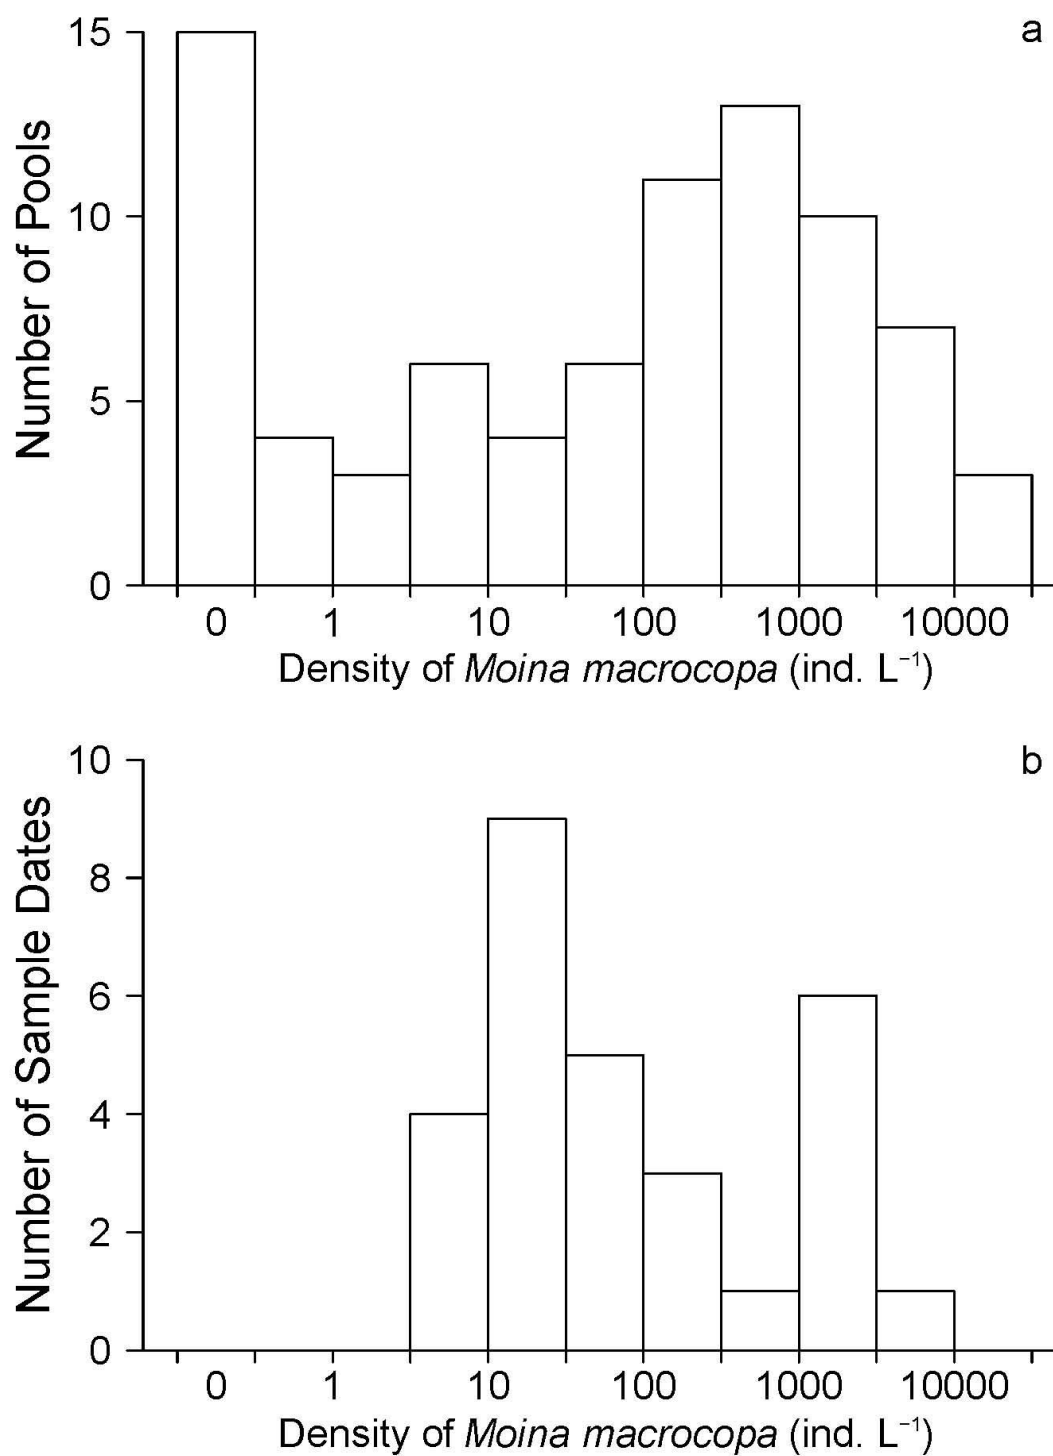 a
15
10
5
0
Number of Pools
0 1 10 100 1000 10000
Density of Moina macrocopa (ind. L⁻¹)
b
10
8
6
4
2
0
Number of Sample Dates
0 1 10 100 1000 10000
Density of Moina macrocopa (ind. L⁻¹)